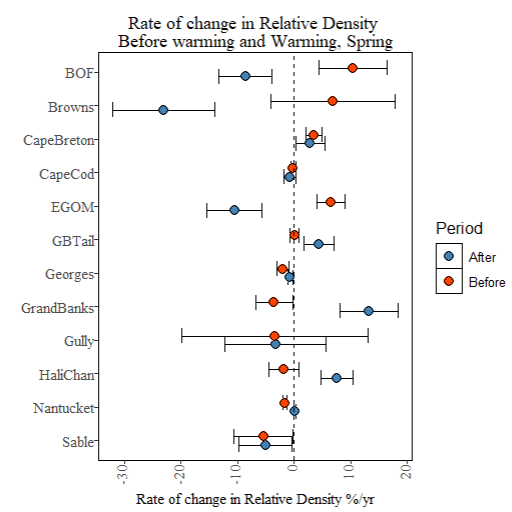 Rate of change in Relative Density
Before warming and Warming, Spring
BOF
Browns
CapeBreton
CapeCod
EGOM
GBTail
Georges
GrandBanks
Gully
HaliChan
Nantucket
Sable
-30 -20 -10 0 10 20
Rate of change in Relative Density %/yr
Period
After
Before